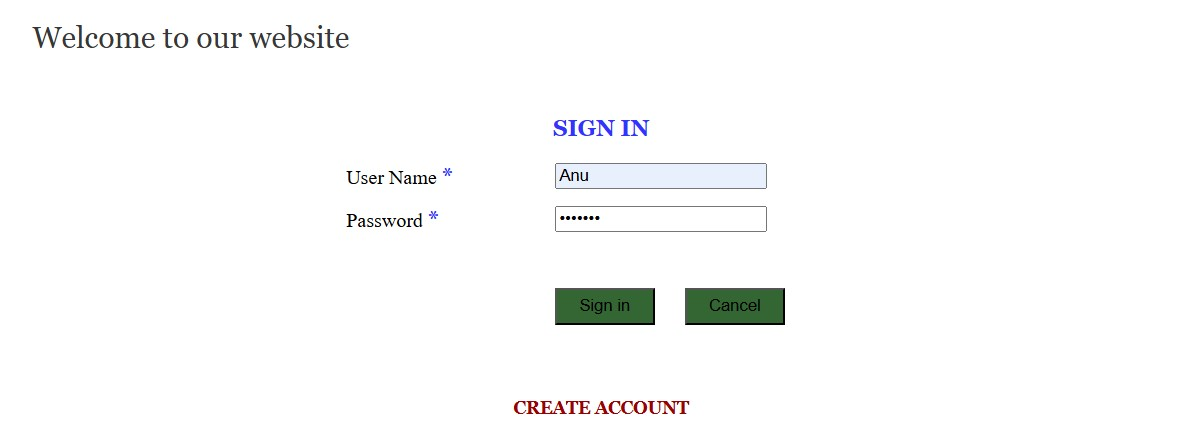 Welcome to our website
SIGN IN
User Name * Anu
Password * •••••••
Sign in Cancel
CREATE ACCOUNT